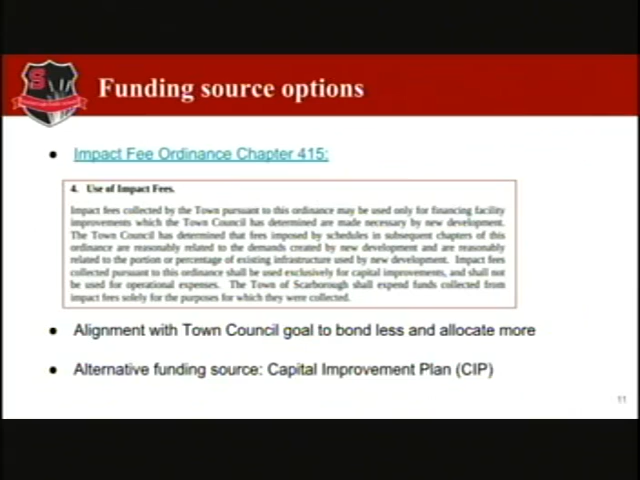 S
Funding source options
● Impact Fee Ordinance Chapter 415:
4. Use of Impact Fees.
Impact fees collected by the Town pursuant to this ordinance may be used only for financing facility
improvements which the Town Council has determined are made necessary by new development.
The Town Council has determined that fees imposed by schedules in subsequent chapters of this
ordinance are reasonably related to the demands created by new development and are reasonably
related to the portion or percentage of existing infrastructure used by new development. Impact fees
collected pursuant to this ordinance shall be used exclusively for capital improvements, and shall not
be used for operational expenses. The Town of Scarborough shall expend funds collected from
impact fees solely for the purposes for which they were collected.
● Alignment with Town Council goal to bond less and allocate more
● Alternative funding source: Capital Improvement Plan (CIP)
11